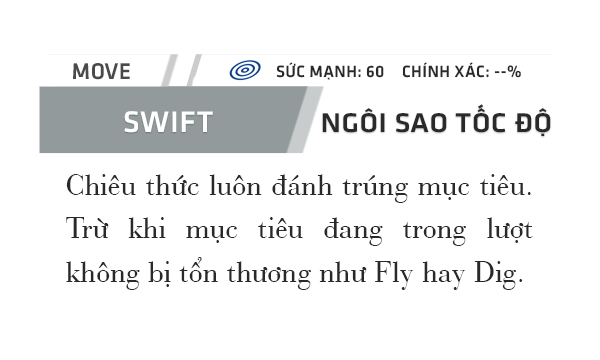 MOVE SỨC MẠNH: 60 CHÍNH XÁC: --%
SWIFT NGÔI SAO TỐC ĐỘ
Chiêu thức luôn đánh trúng mục tiêu.
Trừ khi mục tiêu đang trong lượt
không bị tổn thương như Fly hay Dig.